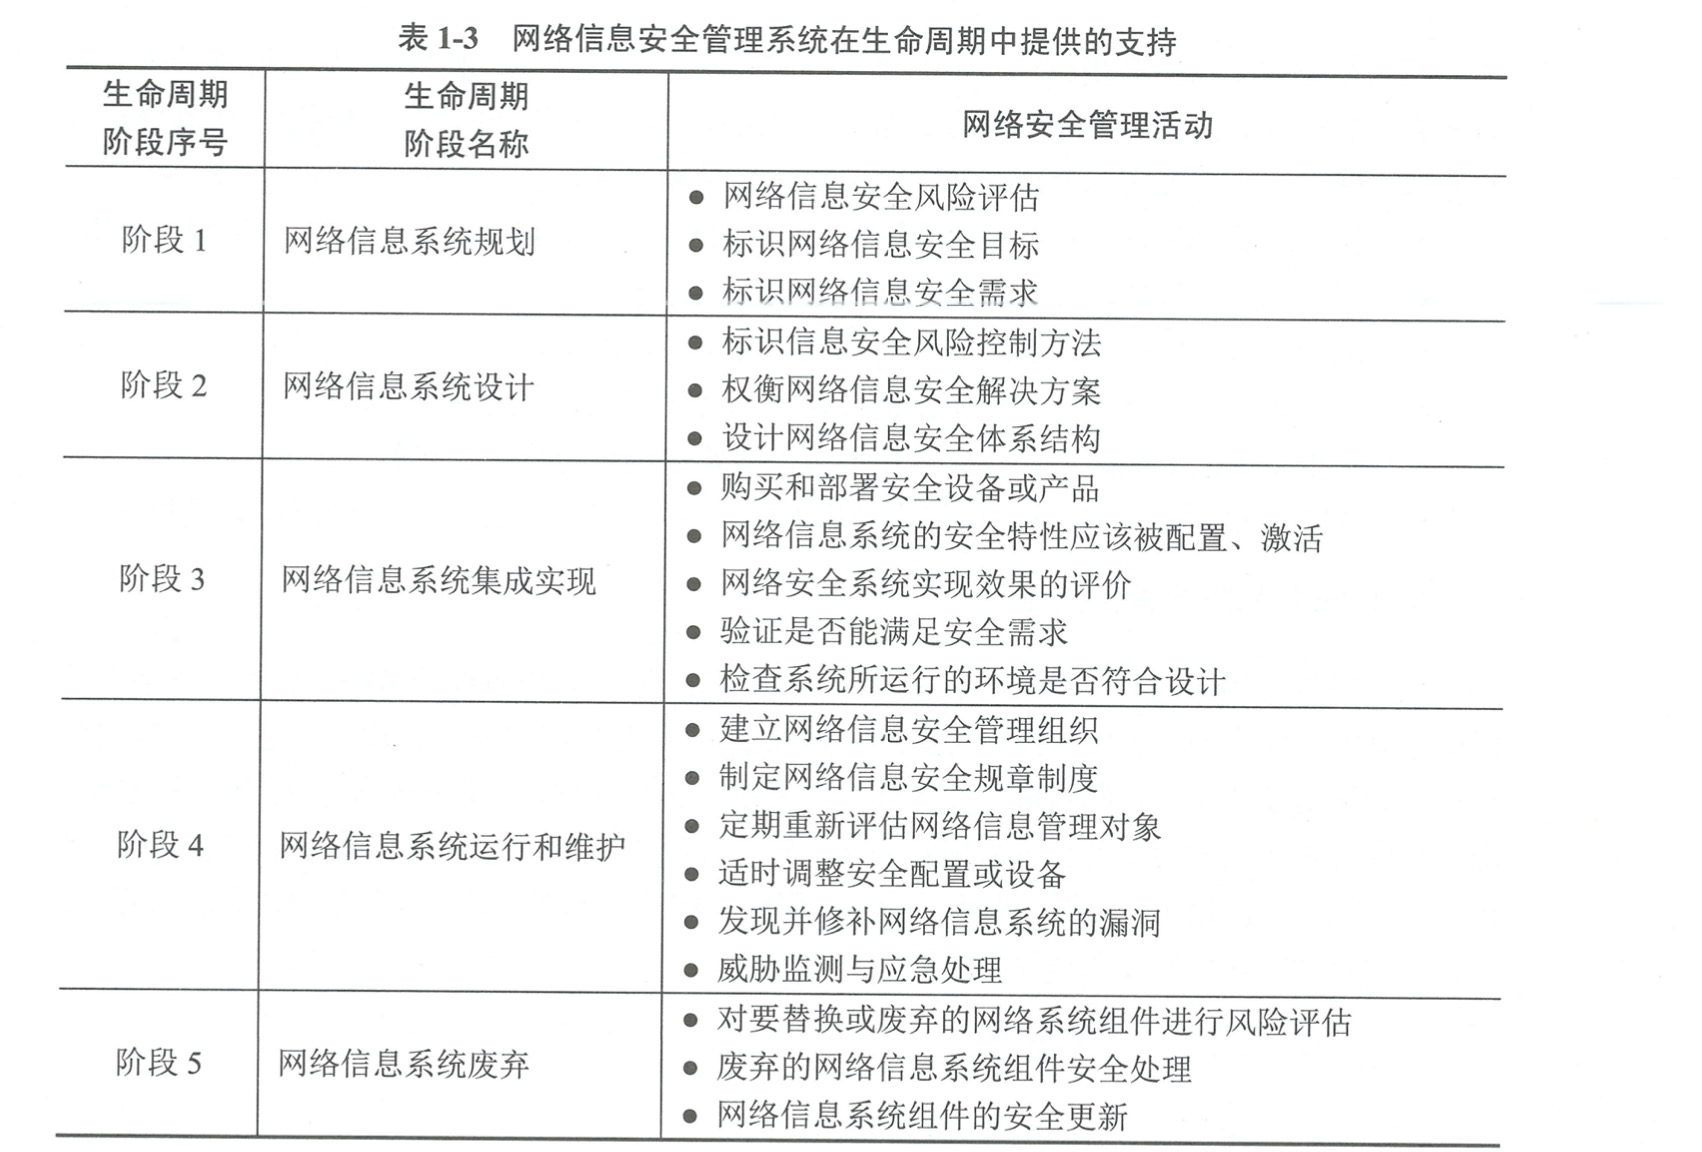 表 1-3 网络信息安全管理系统在生命周期中提供的支持
生命周期
阶段序号
生命周期
阶段名称
网络安全管理活动
阶段 1
网络信息系统规划
● 网络信息安全风险评估
● 标识网络信息安全目标
● 标识网络信息安全需求
阶段 2
网络信息系统设计
● 标识信息安全风险控制方法
● 权衡网络信息安全解决方案
● 设计网络信息安全体系结构
阶段 3
网络信息系统集成实现
● 购买和部署安全设备或产品
● 网络信息系统的安全特性应该被配置、激活
● 网络安全系统实现效果的评价
● 验证是否能满足安全需求
● 检查系统所运行的环境是否符合设计
阶段 4
网络信息系统运行和维护
● 建立网络信息安全管理组织
● 制定网络信息安全规章制度
● 定期重新评估网络信息管理对象
● 适时调整安全配置或设备
● 发现并修补网络信息系统的漏洞
● 威胁监测与应急处理
阶段 5
网络信息系统废弃
● 对要替换或废弃的网络系统组件进行风险评估
● 废弃的网络信息系统组件安全处理
● 网络信息系统组件的安全更新